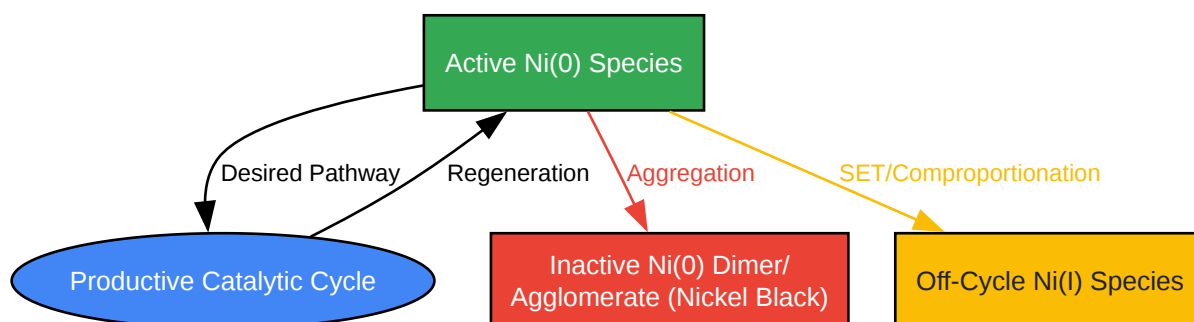 Active Ni(0) Species
Desired Pathway
Regeneration
Aggregation
SET/Comproportionation
Productive Catalytic Cycle
Inactive Ni(0) Dimer/
Agglomerate (Nickel Black)
Off-Cycle Ni(I) Species